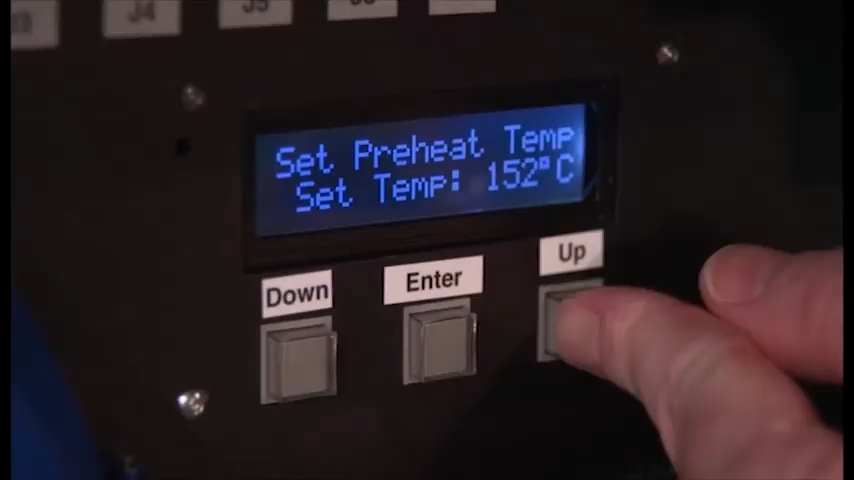 J4
J5
Set Preheat Temp
Set Temp: 152°C
Down
Enter
Up